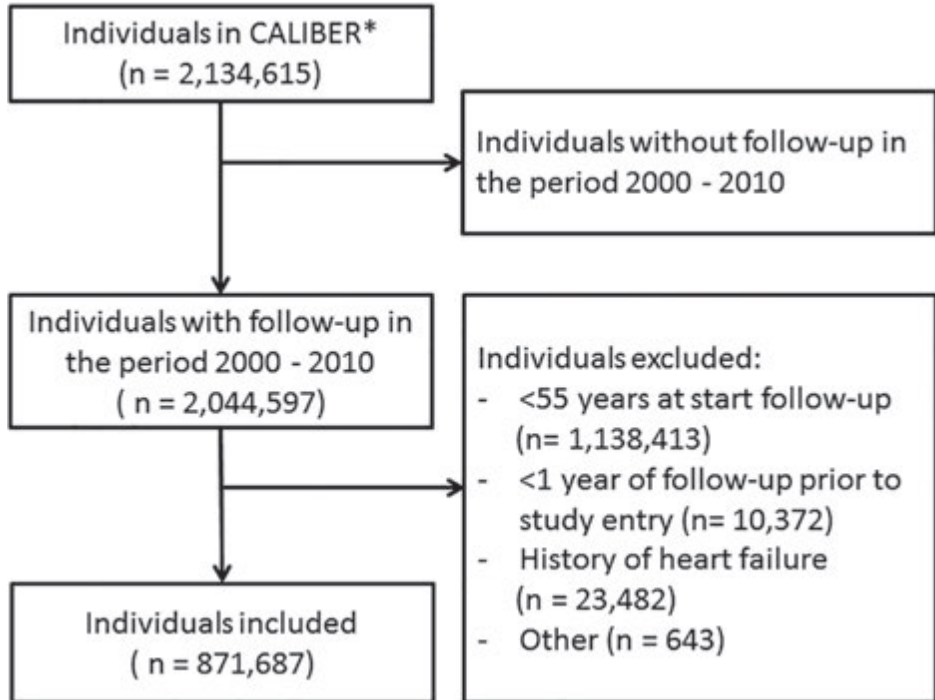 Individuals in CALIBER*
(n = 2,134,615)
Individuals without follow-up in
the period 2000 - 2010
Individuals with follow-up in
the period 2000 - 2010
( n = 2,044,597)
Individuals excluded:
- <55 years at start follow-up
(n= 1,138,413)
- <1 year of follow-up prior to
study entry (n= 10,372)
- History of heart failure
(n = 23,482)
- Other (n = 643)
Individuals included
( n = 871,687)